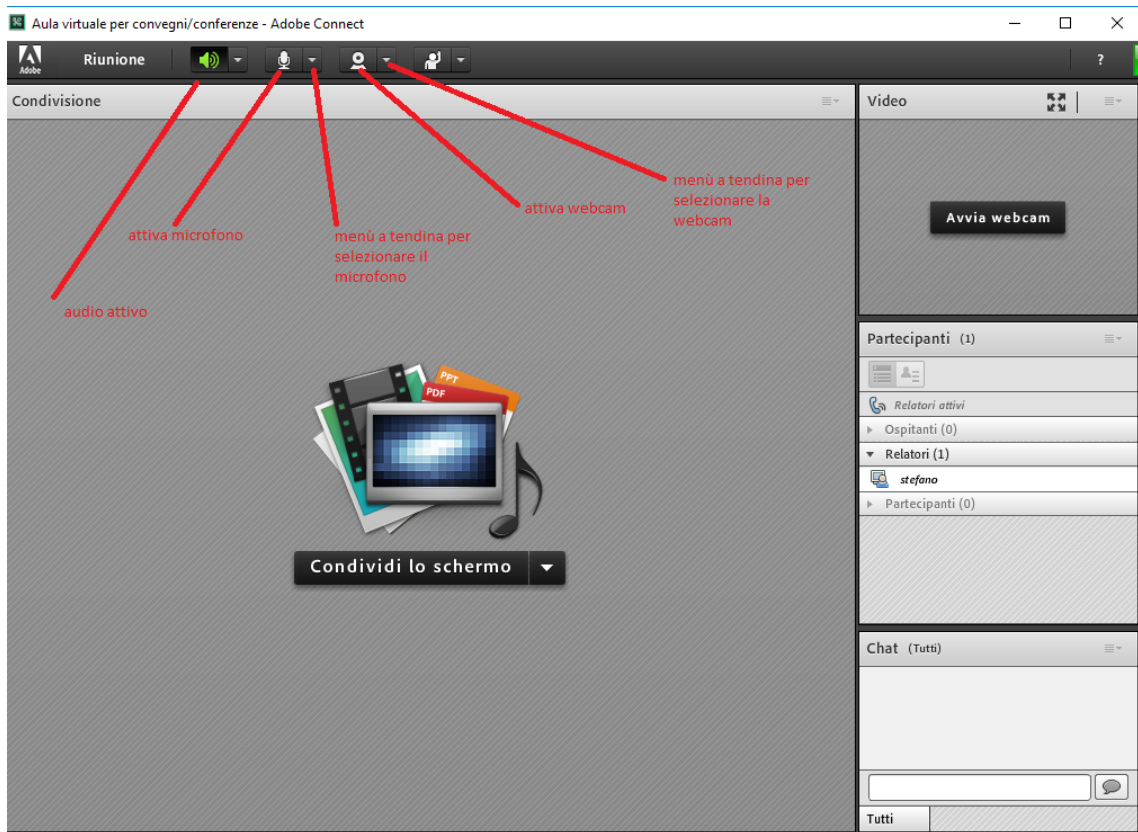 Aula virtuale per convegni/conferenze - Adobe Connect
Adobe
Riunione
?
Condivisione
Video
menù a tendina per
selezionare la
webcam
attiva webcam
Avvia webcam
attiva microfono
menù a tendina per
selezionare il
microfono
audio attivo
Partecipanti (1)
PPT
PDF
Relatori attivi
Ospitanti (0)
Relatori (1)
stefano
Partecipanti (0)
Condividi lo schermo
Chat (Tutti)
Tutti